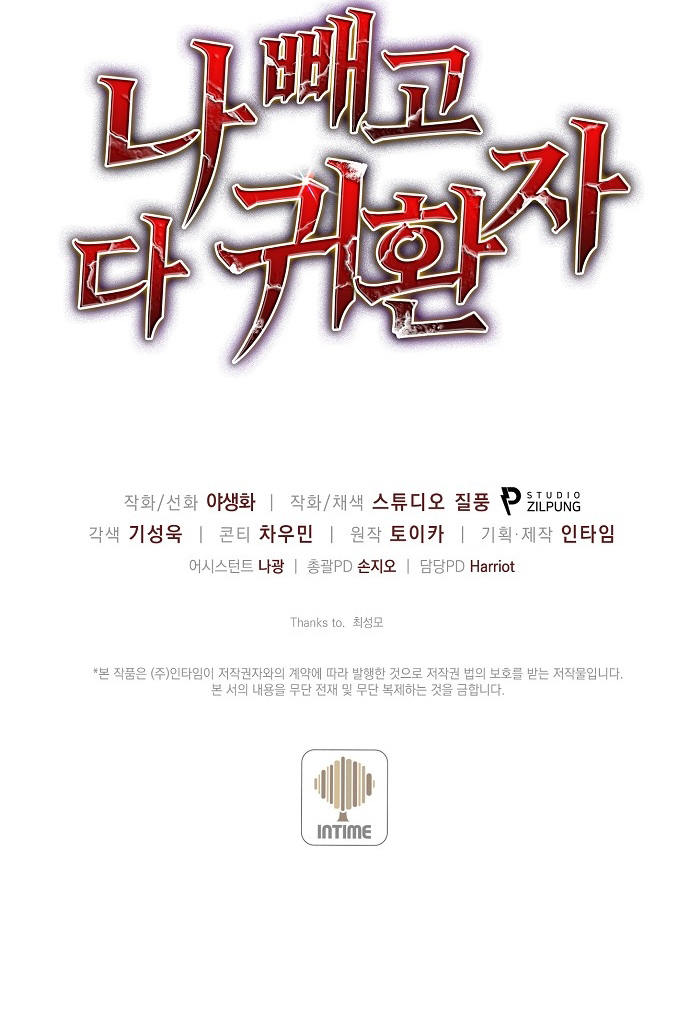 나 빼고
다 귀환자
작화/선화 야생화 | 작화/채색 스튜디오 질풍 STUDIO ZILPUNG
각색 기성욱 | 콘티 차우민 | 원작 토이카 | 기획·제작 인타임
어시스턴트 나광 | 총괄PD 손지오 | 담당PD Harriot
Thanks to. 최성모
*본 작품은 (주)인타임이 저작권자와의 계약에 따라 발행한 것으로 저작권 법의 보호를 받는 저작물입니다.
본 서의 내용을 무단 전재 및 무단 복제하는 것을 금합니다.
INTIME